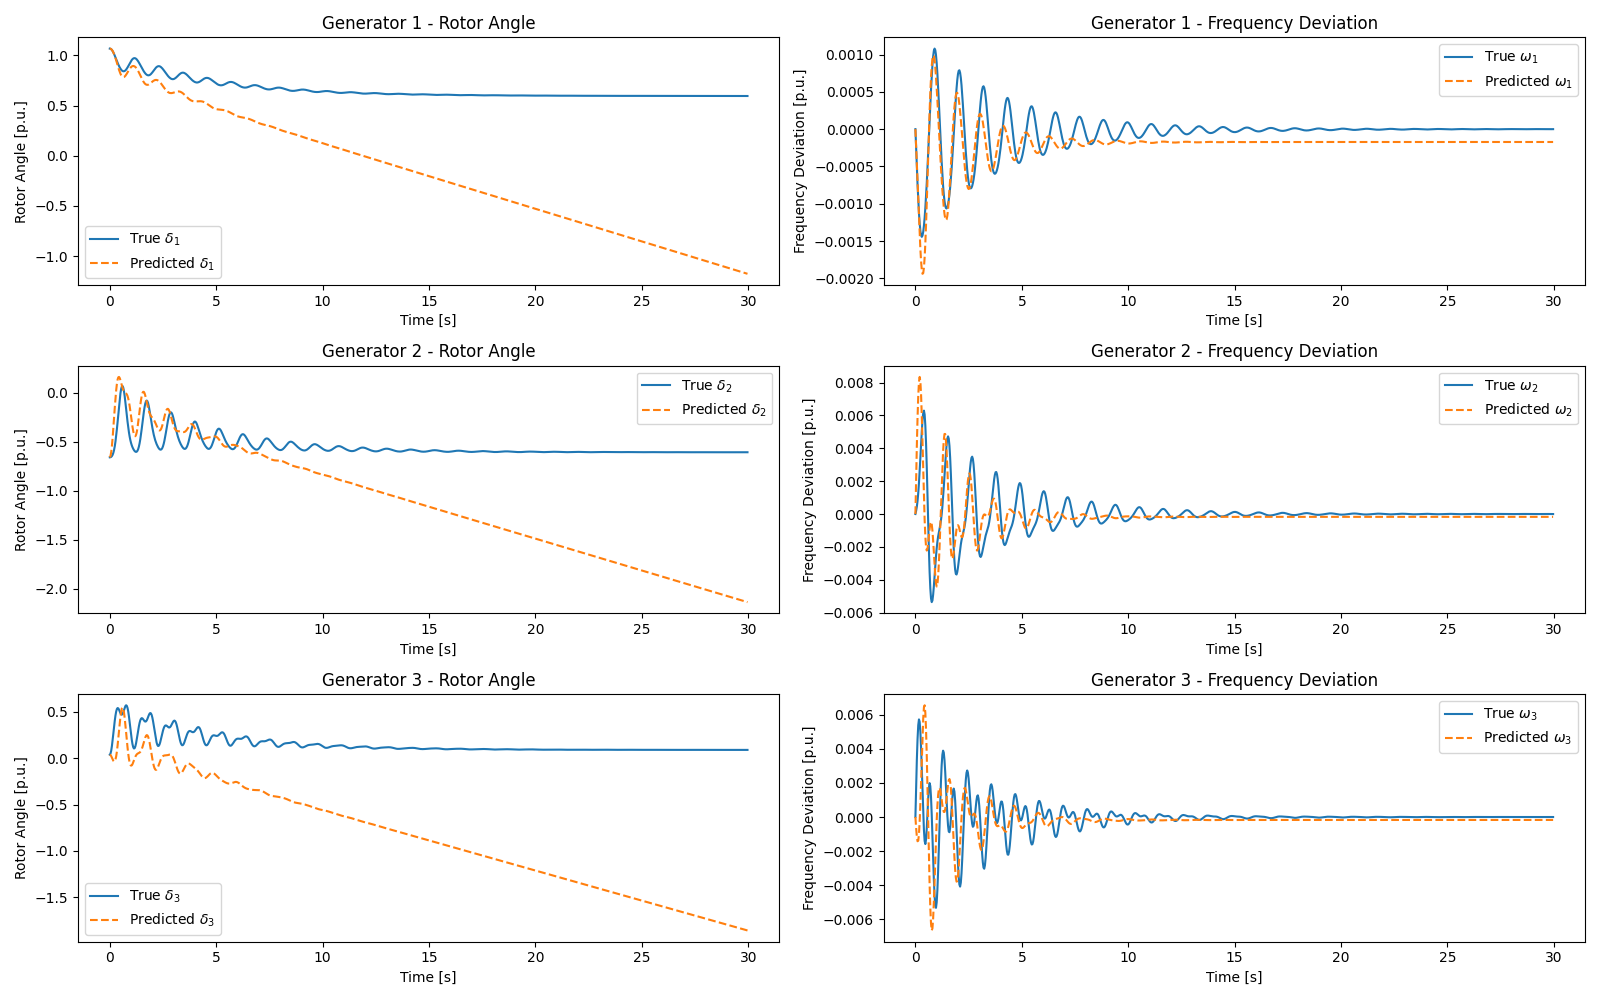 Generator 1 - Rotor Angle
Rotor Angle [p.u.]
1.0
0.5
0.0
−0.5
−1.0
True δ₁
Predicted δ₁
0 5 10 15 20 25 30
Time [s]
Generator 1 - Frequency Deviation
Frequency Deviation [p.u.]
0.0010
0.0005
0.0000
−0.0005
−0.0010
−0.0015
−0.0020
True ω₁
Predicted ω₁
0 5 10 15 20 25 30
Time [s]
Generator 2 - Rotor Angle
Rotor Angle [p.u.]
0.0
−0.5
−1.0
−1.5
−2.0
True δ₂
Predicted δ₂
0 5 10 15 20 25 30
Time [s]
Generator 2 - Frequency Deviation
Frequency Deviation [p.u.]
0.008
0.006
0.004
0.002
0.000
−0.002
−0.004
−0.006
True ω₂
Predicted ω₂
0 5 10 15 20 25 30
Time [s]
Generator 3 - Rotor Angle
Rotor Angle [p.u.]
0.5
0.0
−0.5
−1.0
−1.5
True δ₃
Predicted δ₃
0 5 10 15 20 25 30
Time [s]
Generator 3 - Frequency Deviation
Frequency Deviation [p.u.]
0.006
0.004
0.002
0.000
−0.002
−0.004
−0.006
True ω₃
Predicted ω₃
0 5 10 15 20 25 30
Time [s]